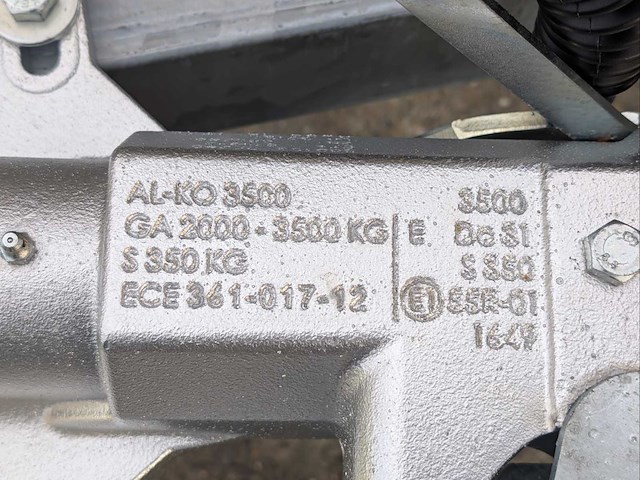 AL-KO 3500
GA 2000 - 3500 KG
S 350 KG
ECE 361-017-12
3500
E Dc 31
S 350
E1 55R-01
1649